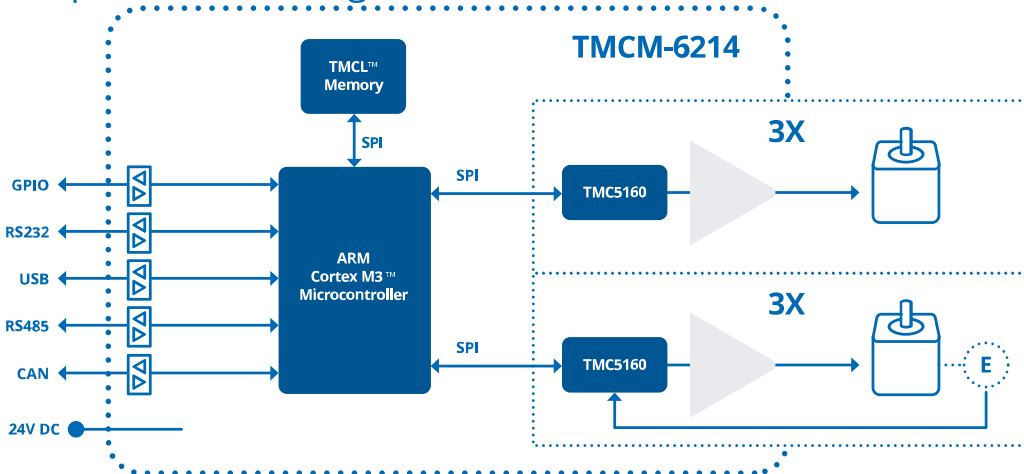 TMCM-6214
TMCL™
Memory
SPI
3X
GPIO
SPI
TMC5160
RS232
ARM
Cortex M3™
Microcontroller
USB
RS485
3X
SPI
TMC5160
E
CAN
24V DC